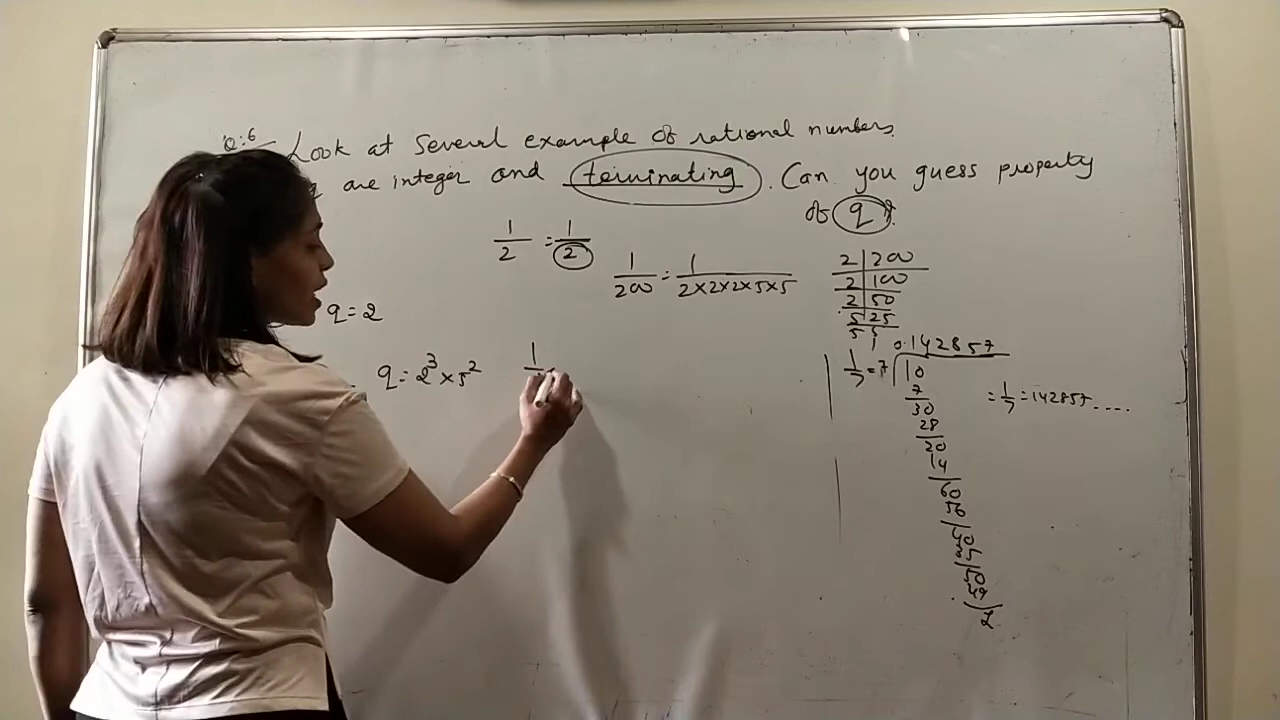 Q:6 Look at Several example of rational numbers.
q are integer and terminating. Can you guess property
of q?
1/2 = 1/2
1/200 = 1/2×2×2×5×5
2 | 200
2 | 100
2 | 50
5 | 25
5 | 5
1
q = 2
q = 2³ × 5²
1/
0.142857
1/7 = 7 10
7
30
28
20
14
60
56
40
35
50
49
1
= 1/7 = 142857....